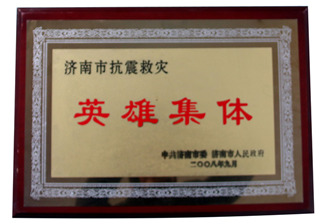 济南市抗震救灾
英雄集体
中共济南市委 济南市人民政府
二〇〇八年九月